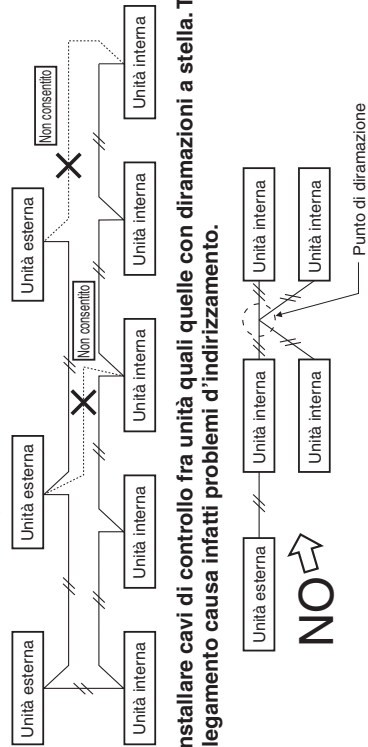 Unità esterna
Unità esterna
Unità esterna
Non consentito
Non consentito
Unità interna
Unità interna
Unità interna
Unità interna
Unità interna
nstallare cavi di controllo fra unità quali quelle con diramazioni a stella. T
legamento causa infatti problemi d'indirizzamento.
Unità esterna
Unità interna
Unità interna
NO
Unità interna
Unità interna
Punto di diramazione